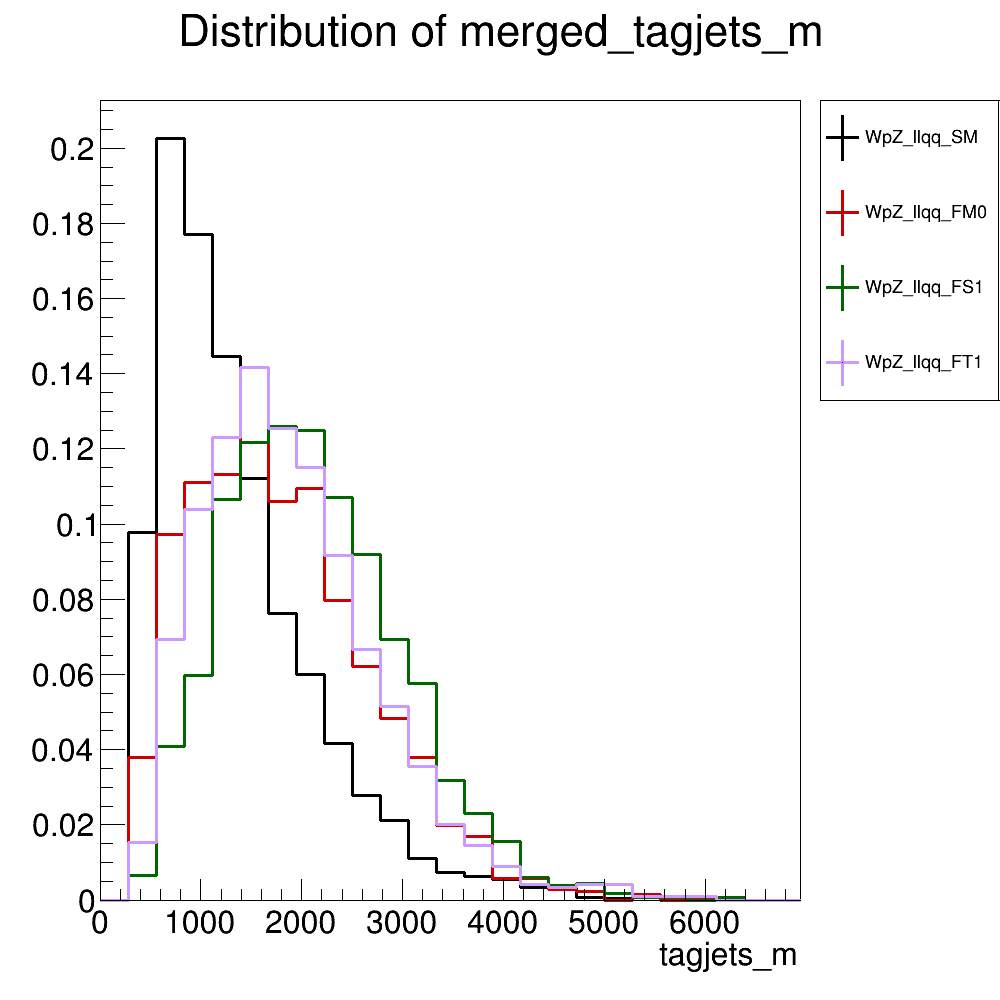 Distribution of merged_tagjets_m
0.2
0.18
0.16
0.14
0.12
0.1
0.08
0.06
0.04
0.02
0
0 1000 2000 3000 4000 5000 6000
tagjets_m
WpZ_llqq_SM
WpZ_llqq_FM0
WpZ_llqq_FS1
WpZ_llqq_FT1